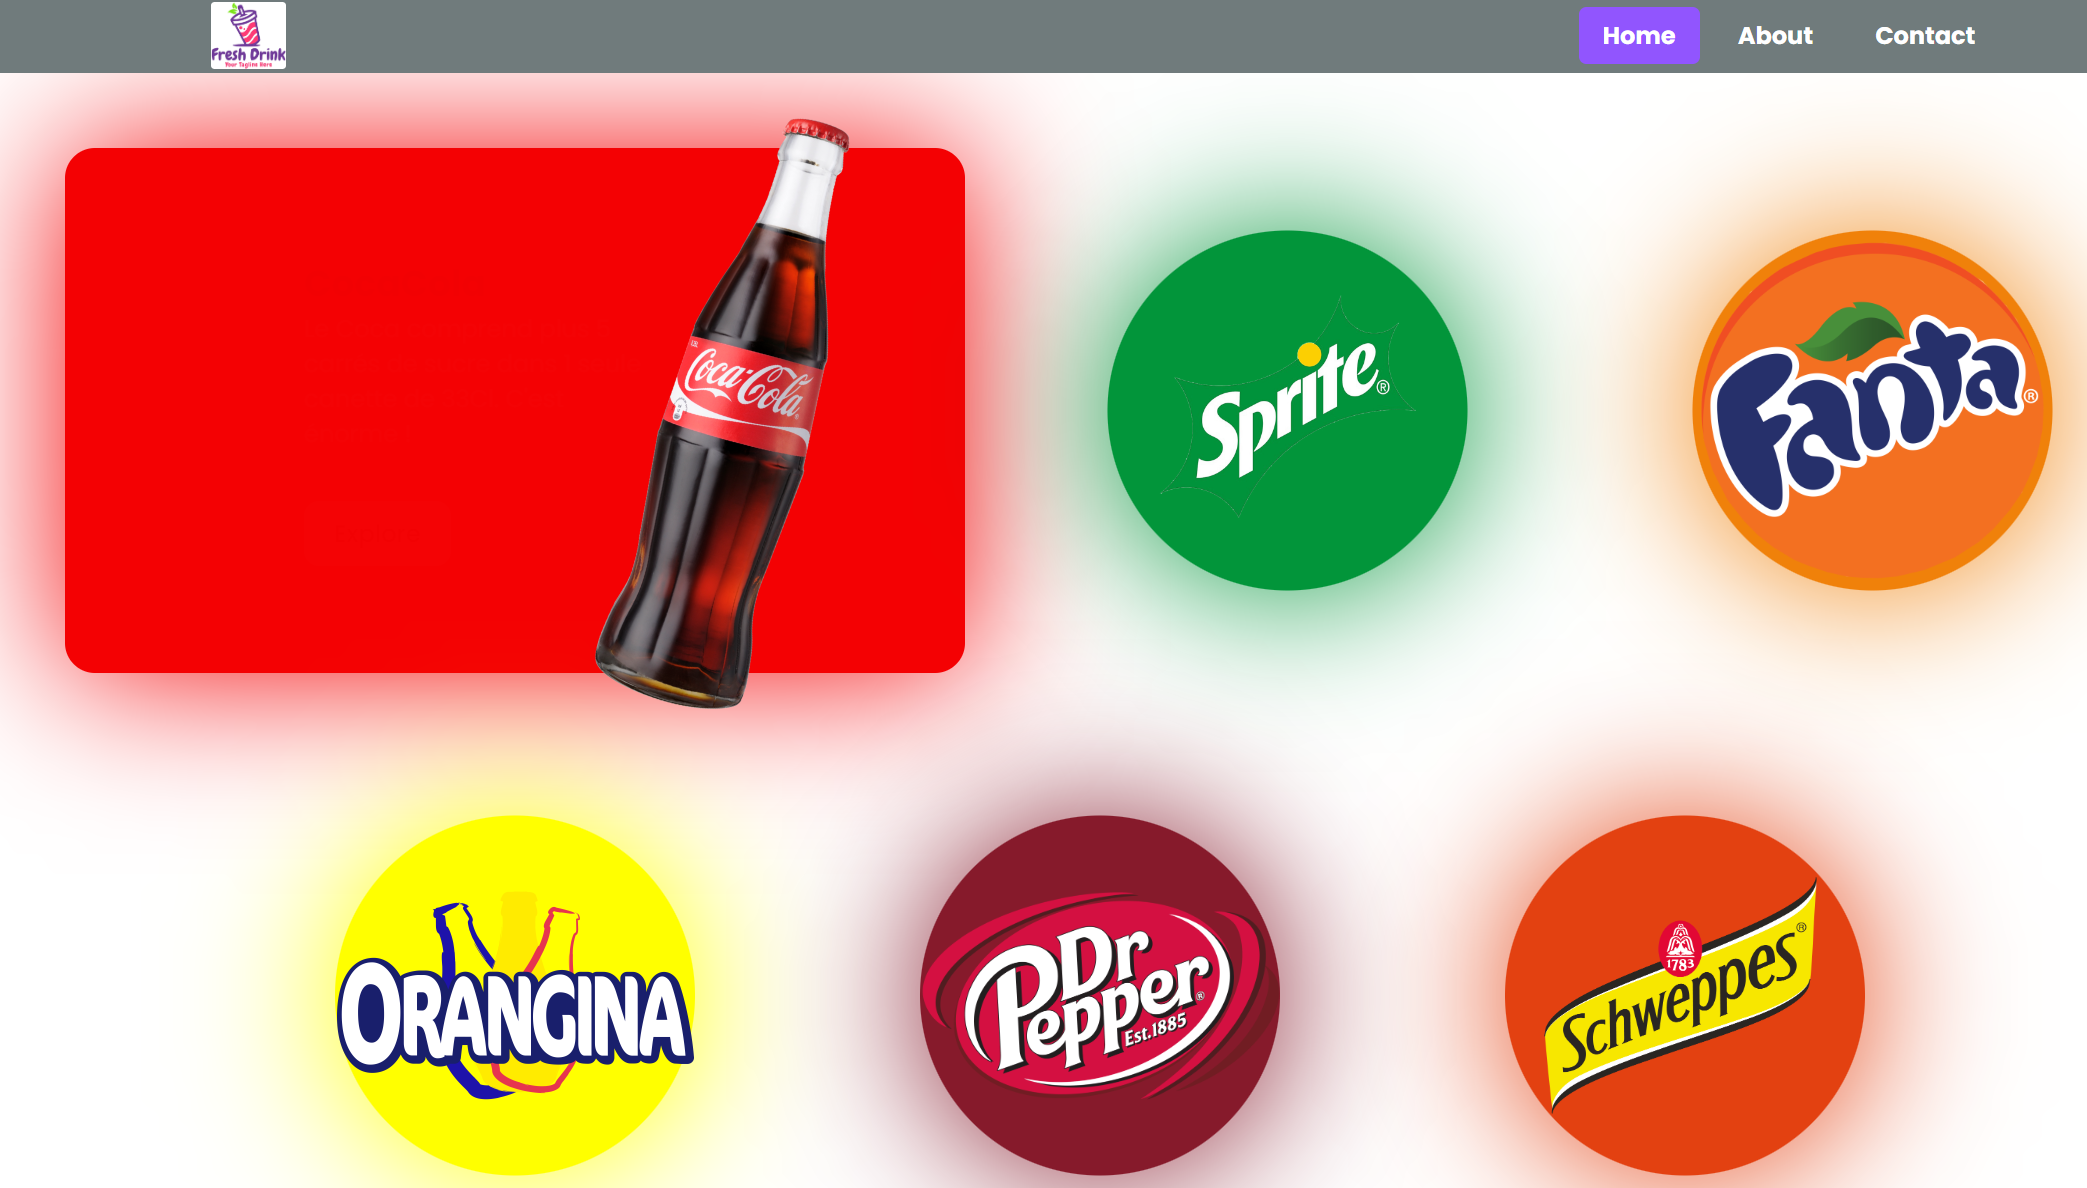 Fresh Drink
Your Tagline Here
Home
About
Contact
Coca-Cola
Sprite®
Fanta®
ORANGINA
Dr
Pepper®
Est.1885
1783
Schweppes®